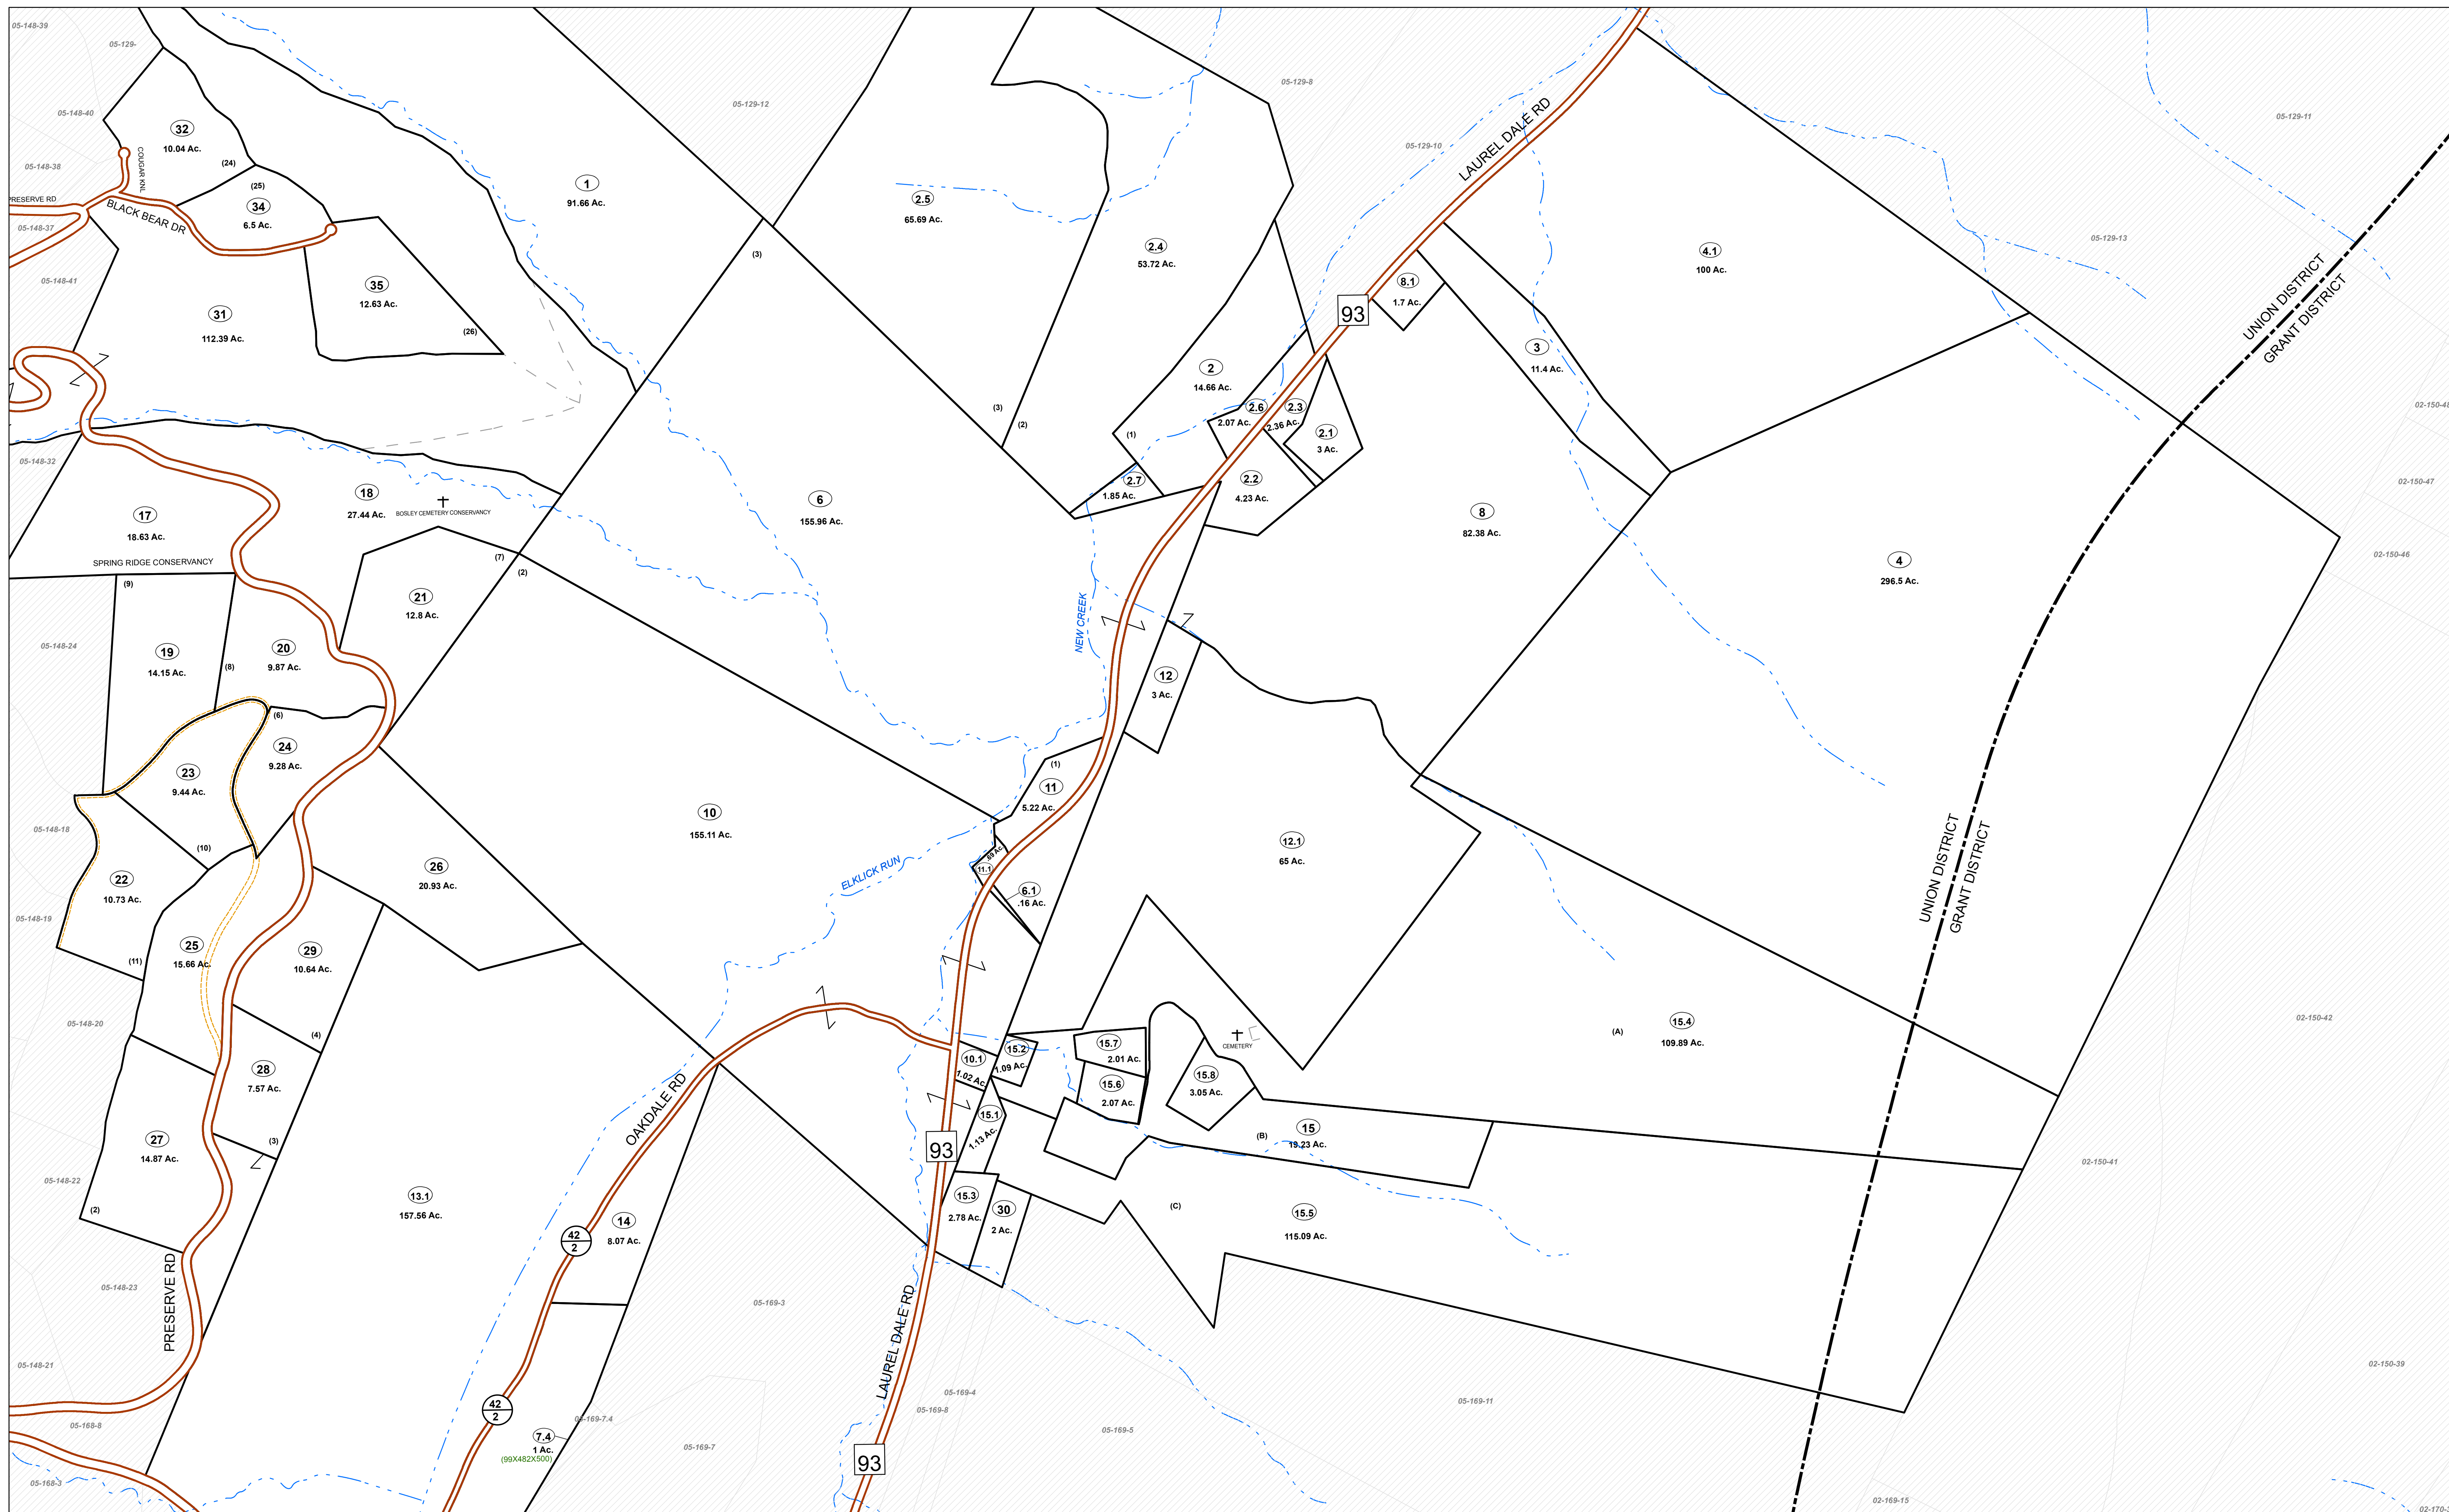 05-148-39
05-129-
05-148-40
32
10.04 Ac.
(24)
COUGAR KNL
05-148-38
(25)
34
6.5 Ac.
PRESERVE RD
BLACK BEAR DR
05-148-37
05-148-41
31
112.39 Ac.
35
12.63 Ac.
(26)
1
91.66 Ac.
05-129-12
(3)
2.5
65.69 Ac.
2.4
53.72 Ac.
05-129-8
05-129-10
LAUREL DALE RD
05-129-11
05-129-13
4.1
100 Ac.
UNION DISTRICT
GRANT DISTRICT
8.1
1.7 Ac.
93
3
11.4 Ac.
2
14.66 Ac.
2.6
2.07 Ac.
2.3
2.36 Ac.
2.1
3 Ac.
(3)
(2)
(1)
2.7
1.85 Ac.
2.2
4.23 Ac.
02-150-48
02-150-47
02-150-46
05-148-32
17
18.63 Ac.
18
27.44 Ac.
BOSLEY CEMETERY CONSERVANCY
6
155.96 Ac.
8
82.38 Ac.
4
296.5 Ac.
SPRING RIDGE CONSERVANCY
(9)
(7)
(2)
21
12.8 Ac.
NEW CREEK
05-148-24
19
14.15 Ac.
20
9.87 Ac.
(8)
12
3 Ac.
(6)
24
9.28 Ac.
23
9.44 Ac.
(1)
11
5.22 Ac.
10
155.11 Ac.
05-148-18
(10)
12.1
65 Ac.
UNION DISTRICT
GRANT DISTRICT
.89 Ac.
11.1
ELKLICK RUN
26
20.93 Ac.
22
10.73 Ac.
6.1
.16 Ac.
05-148-19
25
15.66 Ac.
29
10.64 Ac.
(11)
05-148-20
(4)
15.4
109.89 Ac.
(A)
02-150-42
CEMETERY
15.7
2.01 Ac.
15.2
1.09 Ac.
10.1
1.02 Ac.
28
7.57 Ac.
15.6
2.07 Ac.
15.8
3.05 Ac.
OAKDALE RD
15.1
1.13 Ac.
27
14.87 Ac.
(3)
93
15
19.23 Ac.
(B)
02-150-41
05-148-22
13.1
157.56 Ac.
(2)
15.3
2.78 Ac.
30
2 Ac.
(C)
15.5
115.09 Ac.
14
8.07 Ac.
42
2
PRESERVE RD
05-148-23
05-169-3
LAUREL DALE RD
05-148-21
02-150-39
05-169-4
05-169-8
05-169-11
42
2
05-169-7.4
05-168-8
7.4
1 Ac.
(99X482X500)
05-169-7
05-169-5
93
05-168-3
02-169-15